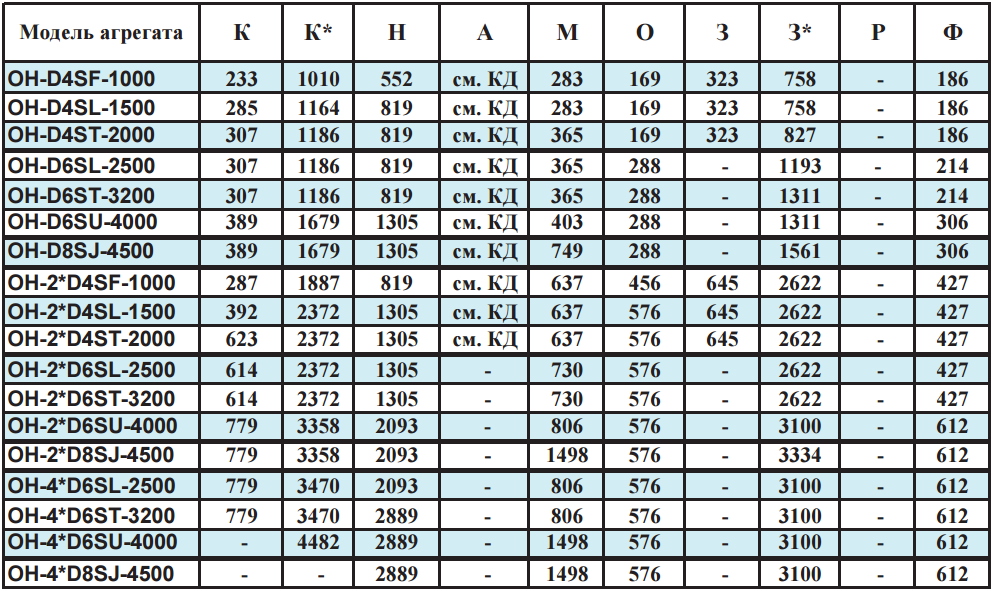 Модель агрегата К К* Н А М О З З* Р Ф
OH-D4SF-1000 233 1010 552 см. КД 283 169 323 758 - 186
OH-D4SL-1500 285 1164 819 см. КД 283 169 323 758 - 186
OH-D4ST-2000 307 1186 819 см. КД 365 169 323 827 - 186
OH-D6SL-2500 307 1186 819 см. КД 365 288 - 1193 - 214
OH-D6ST-3200 307 1186 819 см. КД 365 288 - 1311 - 214
OH-D6SU-4000 389 1679 1305 см. КД 403 288 - 1311 - 306
OH-D8SJ-4500 389 1679 1305 см. КД 749 288 - 1561 - 306
OH-2*D4SF-1000 287 1887 819 см. КД 637 456 645 2622 - 427
OH-2*D4SL-1500 392 2372 1305 см. КД 637 576 645 2622 - 427
OH-2*D4ST-2000 623 2372 1305 см. КД 637 576 645 2622 - 427
OH-2*D6SL-2500 614 2372 1305 - 730 576 - 2622 - 427
OH-2*D6ST-3200 614 2372 1305 - 730 576 - 2622 - 427
OH-2*D6SU-4000 779 3358 2093 - 806 576 - 3100 - 612
OH-2*D8SJ-4500 779 3358 2093 - 1498 576 - 3334 - 612
OH-4*D6SL-2500 779 3470 2093 - 806 576 - 3100 - 612
OH-4*D6ST-3200 779 3470 2889 - 806 576 - 3100 - 612
OH-4*D6SU-4000 - 4482 2889 - 1498 576 - 3100 - 612
OH-4*D8SJ-4500 - - 2889 - 1498 576 - 3100 - 612